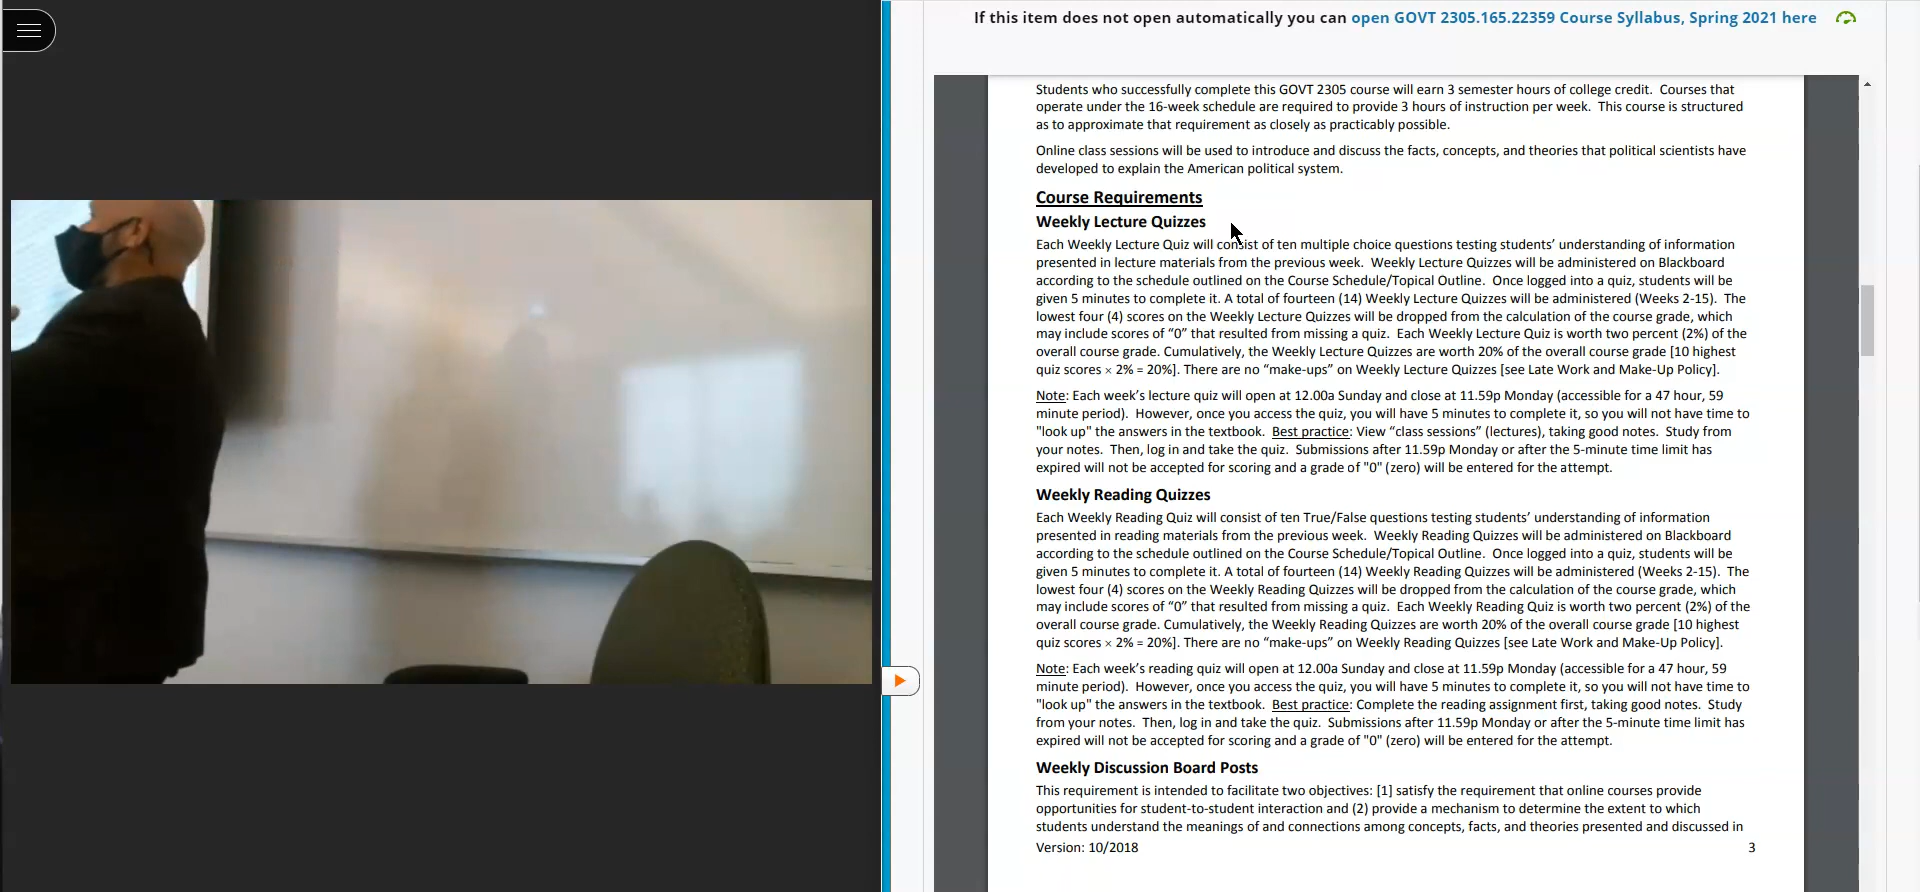 If this item does not open automatically you can open GOVT 2305.165.22359 Course Syllabus, Spring 2021 here
Students who successfully complete this GOVT 2305 course will earn 3 semester hours of college credit.  Courses that
operate under the 16-week schedule are required to provide 3 hours of instruction per week.  This course is structured
as to approximate that requirement as closely as practicably possible.
Online class sessions will be used to introduce and discuss the facts, concepts, and theories that political scientists have
developed to explain the American political system.
Course Requirements
Weekly Lecture Quizzes
Each Weekly Lecture Quiz will consist of ten multiple choice questions testing students’ understanding of information
presented in lecture materials from the previous week.  Weekly Lecture Quizzes will be administered on Blackboard
according to the schedule outlined on the Course Schedule/Topical Outline.  Once logged into a quiz, students will be
given 5 minutes to complete it. A total of fourteen (14) Weekly Lecture Quizzes will be administered (Weeks 2-15).  The
lowest four (4) scores on the Weekly Lecture Quizzes will be dropped from the calculation of the course grade, which
may include scores of “0” that resulted from missing a quiz.  Each Weekly Lecture Quiz is worth two percent (2%) of the
overall course grade. Cumulatively, the Weekly Lecture Quizzes are worth 20% of the overall course grade [10 highest
quiz scores × 2% = 20%]. There are no “make-ups” on Weekly Lecture Quizzes [see Late Work and Make-Up Policy].
Note: Each week’s lecture quiz will open at 12.00a Sunday and close at 11.59p Monday (accessible for a 47 hour, 59
minute period).  However, once you access the quiz, you will have 5 minutes to complete it, so you will not have time to
"look up" the answers in the textbook.  Best practice: View “class sessions” (lectures), taking good notes.  Study from
your notes.  Then, log in and take the quiz.  Submissions after 11.59p Monday or after the 5-minute time limit has
expired will not be accepted for scoring and a grade of "0" (zero) will be entered for the attempt.
Weekly Reading Quizzes
Each Weekly Reading Quiz will consist of ten True/False questions testing students’ understanding of information
presented in reading materials from the previous week.  Weekly Reading Quizzes will be administered on Blackboard
according to the schedule outlined on the Course Schedule/Topical Outline.  Once logged into a quiz, students will be
given 5 minutes to complete it. A total of fourteen (14) Weekly Reading Quizzes will be administered (Weeks 2-15).  The
lowest four (4) scores on the Weekly Reading Quizzes will be dropped from the calculation of the course grade, which
may include scores of “0” that resulted from missing a quiz.  Each Weekly Reading Quiz is worth two percent (2%) of the
overall course grade. Cumulatively, the Weekly Reading Quizzes are worth 20% of the overall course grade [10 highest
quiz scores × 2% = 20%]. There are no “make-ups” on Weekly Reading Quizzes [see Late Work and Make-Up Policy].
Note: Each week’s reading quiz will open at 12.00a Sunday and close at 11.59p Monday (accessible for a 47 hour, 59
minute period).  However, once you access the quiz, you will have 5 minutes to complete it, so you will not have time to
"look up" the answers in the textbook.  Best practice: Complete the reading assignment first, taking good notes.  Study
from your notes.  Then, log in and take the quiz.  Submissions after 11.59p Monday or after the 5-minute time limit has
expired will not be accepted for scoring and a grade of "0" (zero) will be entered for the attempt.
Weekly Discussion Board Posts
This requirement is intended to facilitate two objectives: [1] satisfy the requirement that online courses provide
opportunities for student-to-student interaction and (2) provide a mechanism to determine the extent to which
students understand the meanings of and connections among concepts, facts, and theories presented and discussed in
Version: 10/2018 3